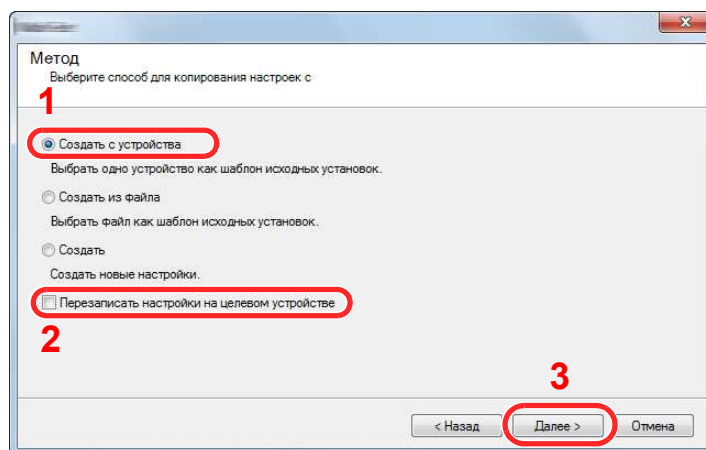 Метод
Выберите способ для копирования настроек с
1
Создать с устройства
Выбрать одно устройство как шаблон исходных установок.
Создать из файла
Выбрать файл как шаблон исходных установок.
Создать
Создать новые настройки.
Перезаписать настройки на целевом устройстве
2
3
< Назад
Далее >
Отмена